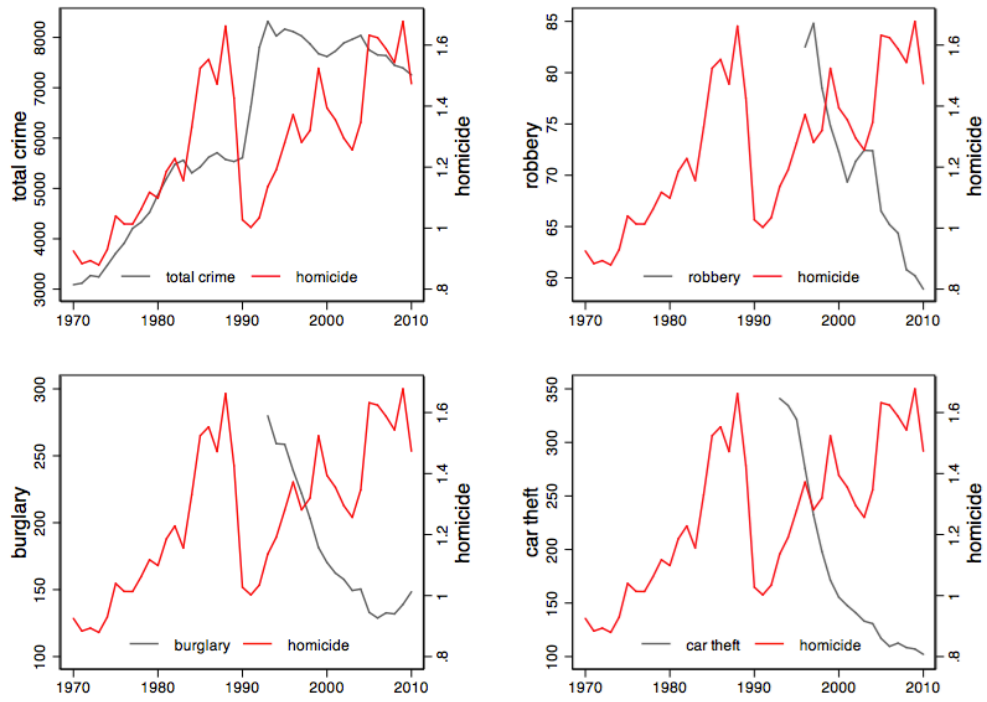 total crime
3000 4000 5000 6000 7000 8000
.8 1 1.2 1.4 1.6
homicide
total crime homicide
1970 1980 1990 2000 2010
robbery
60 65 70 75 80 85
.8 1 1.2 1.4 1.6
homicide
robbery homicide
1970 1980 1990 2000 2010
burglary
100 150 200 250 300
.8 1 1.2 1.4 1.6
homicide
burglary homicide
1970 1980 1990 2000 2010
car theft
100 150 200 250 300 350
.8 1 1.2 1.4 1.6
homicide
car theft homicide
1970 1980 1990 2000 2010